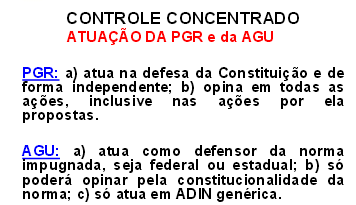 CONTROLE CONCENTRADO
ATUAÇÃO DA PGR e da AGU
PGR: a) atua na defesa da Constituição e de
forma independente; b) opina em todas as
ações, inclusive nas ações por ela
propostas.
AGU: a) atua como defensor da norma
impugnada, seja federal ou estadual; b) só
poderá opinar pela constitucionalidade da
norma; c) só atua em ADIN genérica.